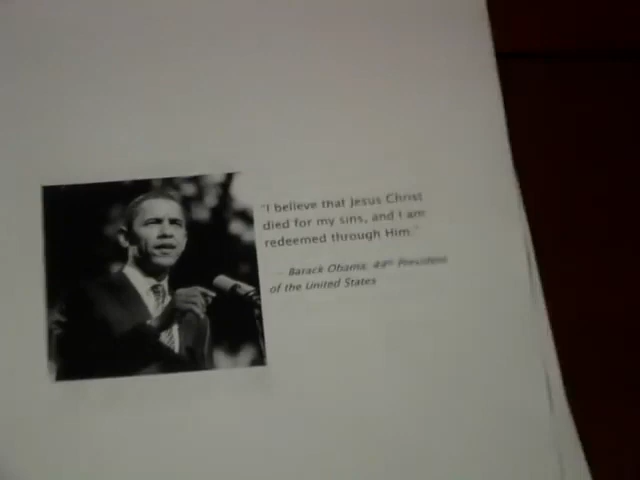 "I believe that Jesus Christ
died for my sins, and I am
redeemed through Him."
— Barack Obama, 44th President
of the United States